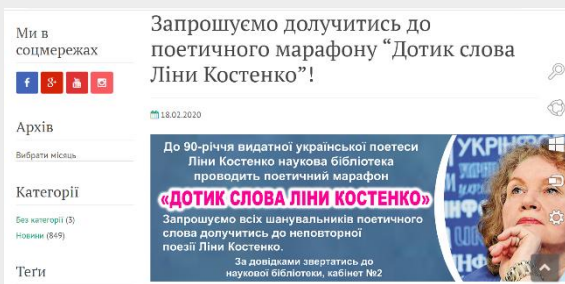 Ми в
соцмережах
Архів
Вибрати місяць
Категорії
Без категорії (3)
Новини (849)
Теги
Запрошуємо долучитись до
поетичного марафону “Дотик слова
Ліни Костенко”!
18.02.2020
До 90-річчя видатної української поетеси
Ліни Костенко наукова бібліотека
проводить поетичний марафон
«ДОТИК СЛОВА ЛІНИ КОСТЕНКО»
Запрошуємо всіх шанувальників поетичного
слова долучитись до неповторної
поезії Ліни Костенко.
За довідками звертатись до
наукової бібліотеки, кабінет №2